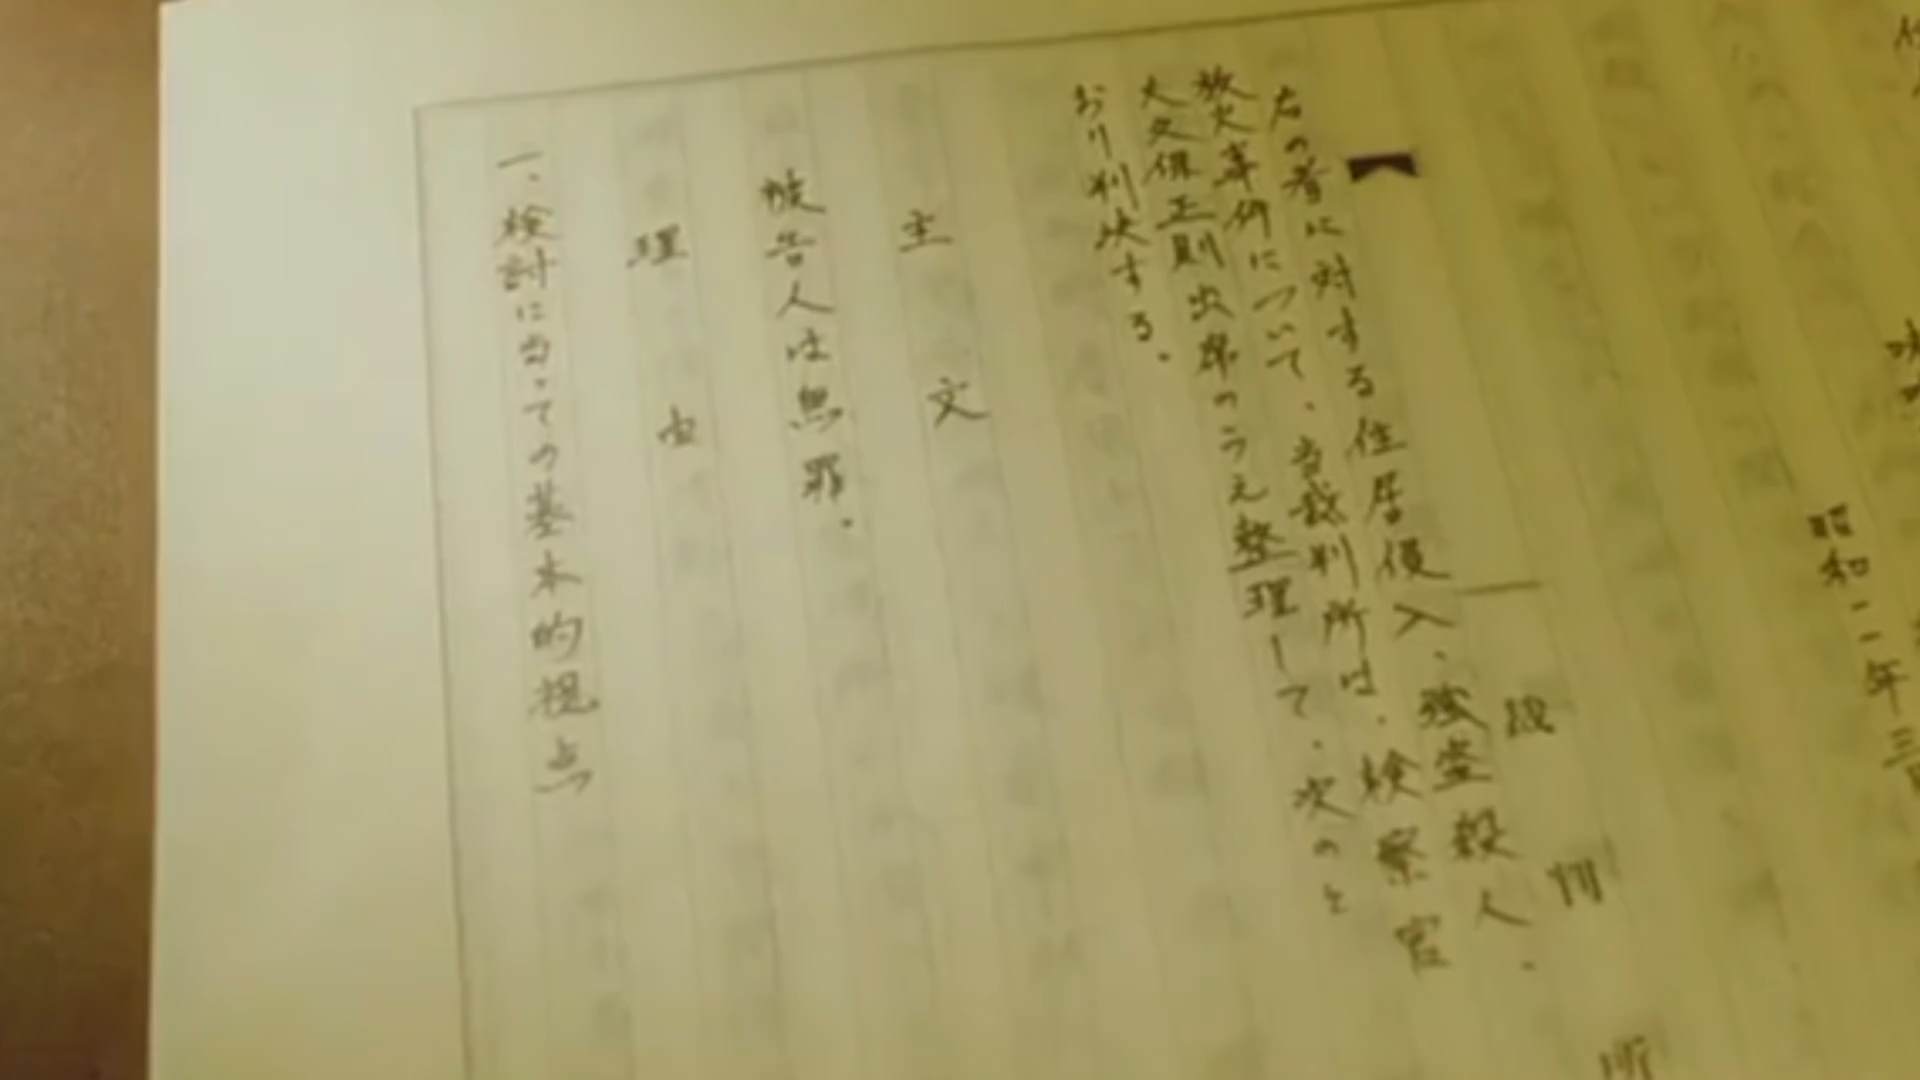 昭和一一年三
右の者に対する住居侵入、強盗殺人、
放火事件について、当裁判所は、検察官
大久保正則出席のうえ整理して、次のと
おり判決する。
主文
被告人は無罪。
理由
一、検討に当っての基本的視点